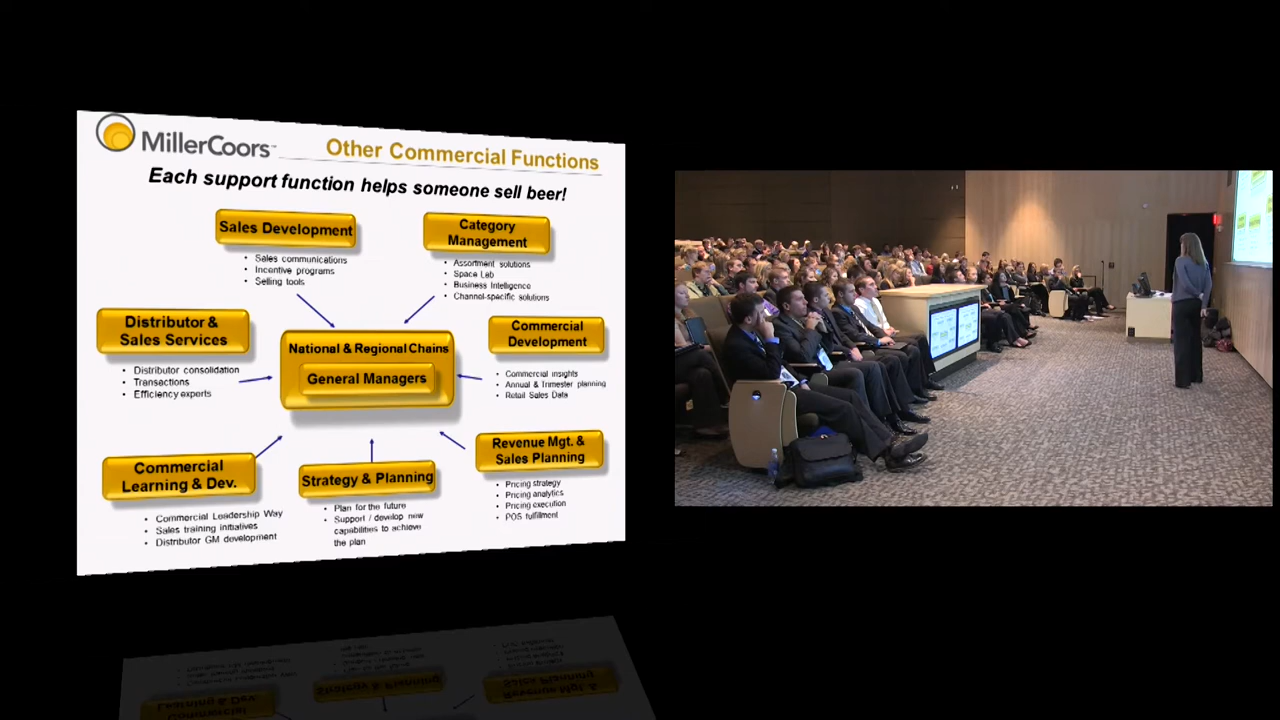 MillerCoors
Other Commercial Functions
Each support function helps someone sell beer!
Sales Development
• Sales communications
• Incentive programs
• Selling tools
Category
Management
• Assortment solutions
• Space Lab
• Business Intelligence
• Channel-specific solutions
Distributor &
Sales Services
• Distributor consolidation
• Transactions
• Efficiency experts
National & Regional Chains
General Managers
Commercial
Development
• Commercial insights
• Annual & Trimester planning
• Retail Sales Data
Commercial
Learning & Dev.
• Commercial Leadership Way
• Sales training initiatives
• Distributor GM development
Strategy & Planning
• Plan for the future
• Support / develop new
capabilities to achieve
the plan
Revenue Mgt. &
Sales Planning
• Pricing strategy
• Pricing analytics
• Pricing execution
• POS fulfillment